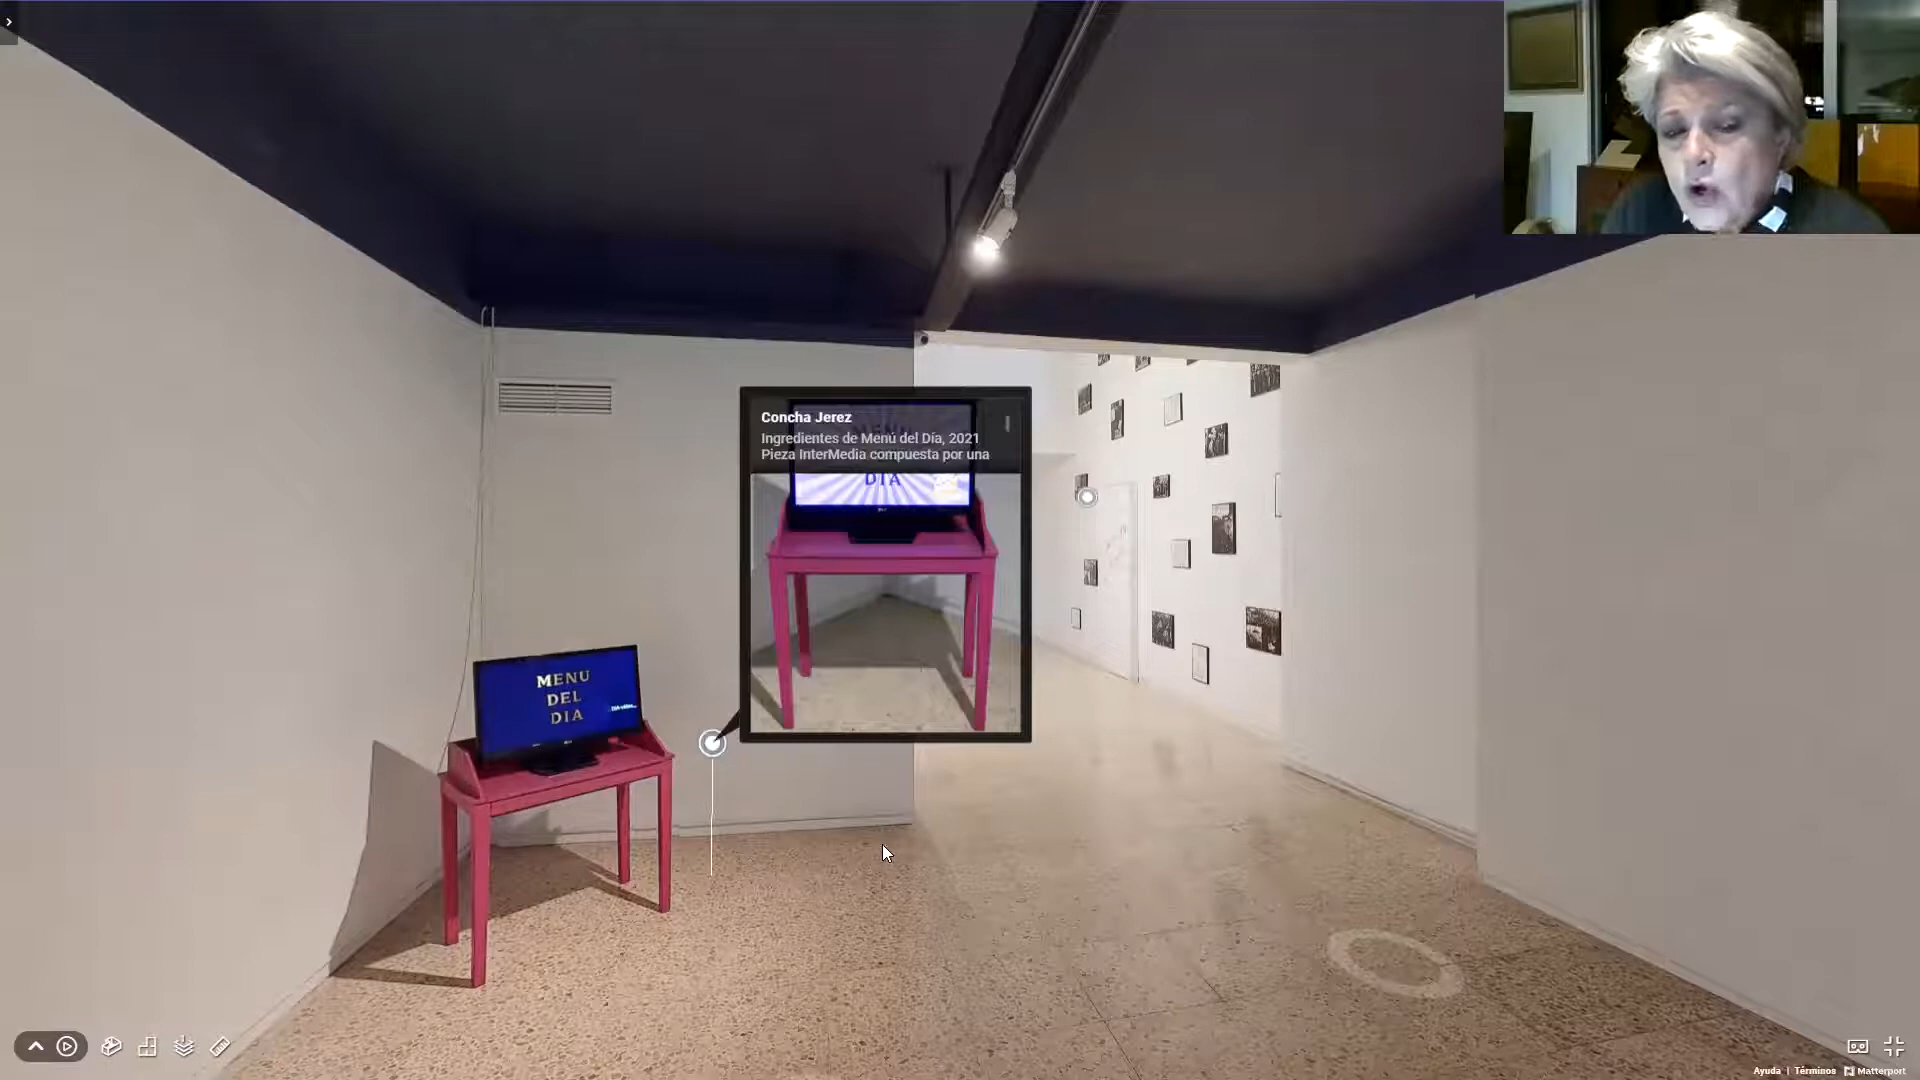 Concha Jerez
Ingredientes de Menú del Día, 2021
Pieza InterMedia compuesta por una
DIA
MENU
DEL
DIA
Ayuda | Términos Matterport